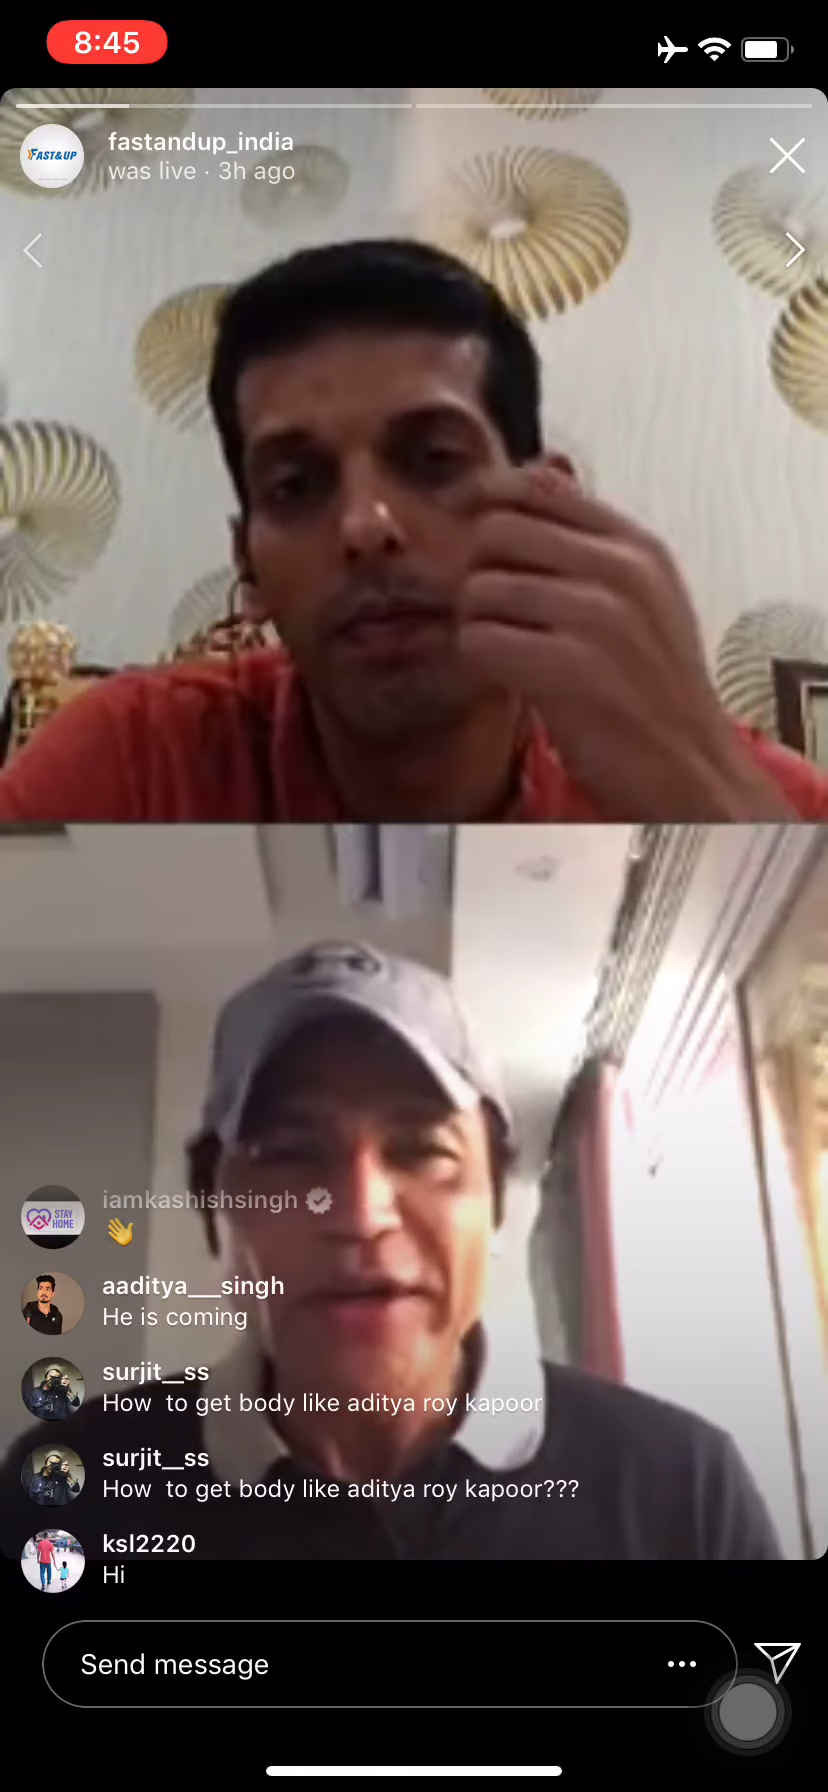 8:45
FAST&UP
fastandup_india
was live · 3h ago
iamkashishsingh
STAY
HOME
👋
aaditya___singh
He is coming
surjit__ss
How  to get body like aditya roy kapoor
surjit__ss
How  to get body like aditya roy kapoor???
ksl2220
Hi
Send message